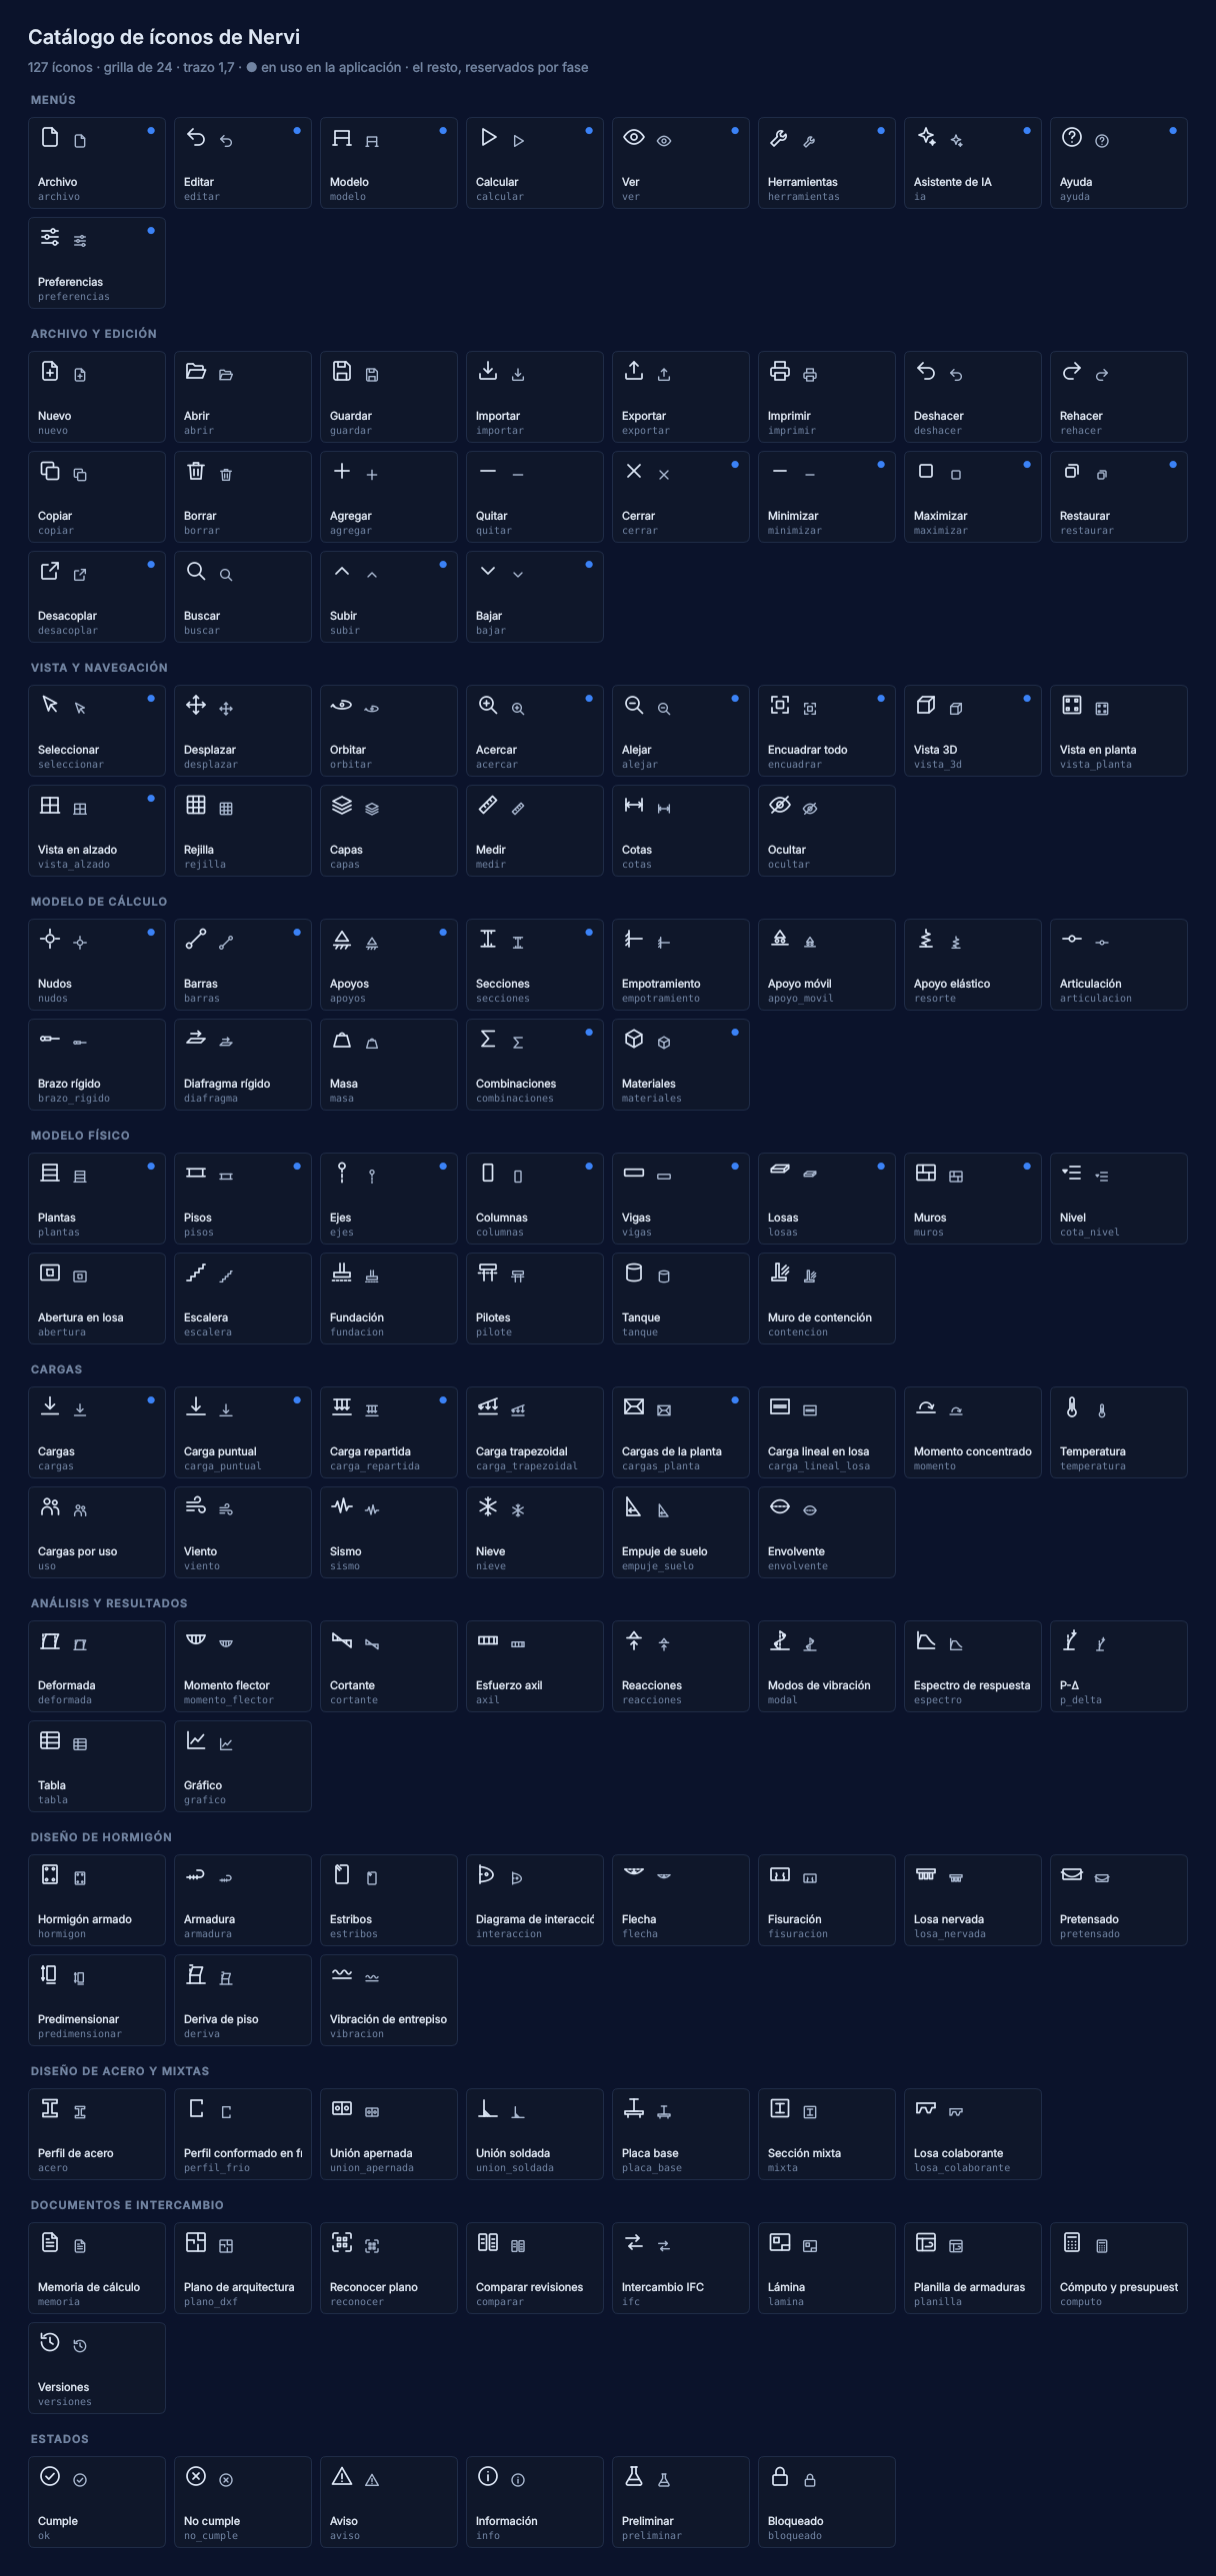 Catálogo de íconos de Nervi
127 íconos · grilla de 24 · trazo 1,7 · ● en uso en la aplicación · el resto, reservados por fase
MENÚS
Archivo Editar Modelo Calcular Ver Herramientas Asistente de IA Ayuda
archivo editar modelo calcular ver herramientas ia ayuda
Preferencias
preferencias
ARCHIVO Y EDICIÓN
Nuevo Abrir Guardar Importar Exportar Imprimir Deshacer Rehacer
nuevo abrir guardar importar exportar imprimir deshacer rehacer
Copiar Borrar Agregar Quitar Cerrar Minimizar Maximizar Restaurar
copiar borrar agregar quitar cerrar minimizar maximizar restaurar
Desacoplar Buscar Subir Bajar
desacoplar buscar subir bajar
VISTA Y NAVEGACIÓN
Seleccionar Desplazar Orbitar Acercar Alejar Encuadrar todo Vista 3D Vista en planta
seleccionar desplazar orbitar acercar alejar encuadrar vista_3d vista_planta
Vista en alzado Rejilla Capas Medir Cotas Ocultar
vista_alzado rejilla capas medir cotas ocultar
MODELO DE CÁLCULO
Nudos Barras Apoyos Secciones Empotramiento Apoyo móvil Apoyo elástico Articulación
nudos barras apoyos secciones empotramiento apoyo_movil resorte articulacion
Brazo rígido Diafragma rígido Masa Combinaciones Materiales
brazo_rigido diafragma masa combinaciones materiales
MODELO FÍSICO
Plantas Pisos Ejes Columnas Vigas Losas Muros Nivel
plantas pisos ejes columnas vigas losas muros cota_nivel
Abertura en losa Escalera Fundación Pilotes Tanque Muro de contención
abertura escalera fundacion pilote tanque contencion
CARGAS
Cargas Carga puntual Carga repartida Carga trapezoidal Cargas de la planta Carga lineal en losa Momento concentrado Temperatura
cargas carga_puntual carga_repartida carga_trapezoidal cargas_planta carga_lineal_losa momento temperatura
Cargas por uso Viento Sismo Nieve Empuje de suelo Envolvente
uso viento sismo nieve empuje_suelo envolvente
ANÁLISIS Y RESULTADOS
Deformada Momento flector Cortante Esfuerzo axil Reacciones Modos de vibración Espectro de respuesta P-Δ
deformada momento_flector cortante axil reacciones modal espectro p_delta
Tabla Gráfico
tabla grafico
DISEÑO DE HORMIGÓN
Hormigón armado Armadura Estribos Diagrama de interacció Flecha Fisuración Losa nervada Pretensado
hormigon armadura estribos interaccion flecha fisuracion losa_nervada pretensado
Predimensionar Deriva de piso Vibración de entrepiso
predimensionar deriva vibracion
DISEÑO DE ACERO Y MIXTAS
Perfil de acero Perfil conformado en fr Unión apernada Unión soldada Placa base Sección mixta Losa colaborante
acero perfil_frio union_apernada union_soldada placa_base mixta losa_colaborante
DOCUMENTOS E INTERCAMBIO
Memoria de cálculo Plano de arquitectura Reconocer plano Comparar revisiones Intercambio IFC Lámina Planilla de armaduras Cómputo y presupuest
memoria plano_dxf reconocer comparar ifc lamina planilla computo
Versiones
versiones
ESTADOS
Cumple No cumple Aviso Información Preliminar Bloqueado
ok no_cumple aviso info preliminar bloqueado